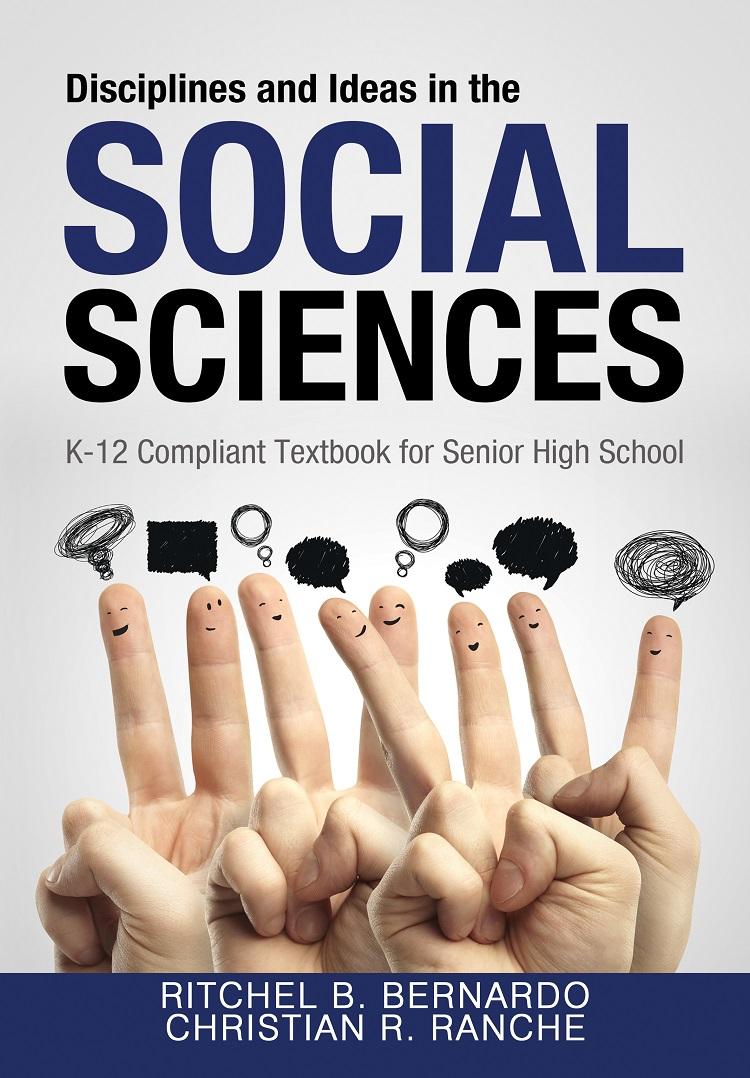 Disciplines and Ideas in the
SOCIAL
SCIENCES
K-12 Compliant Textbook for Senior High School
RITCHEL B. BERNARDO
CHRISTIAN R. RANCHE